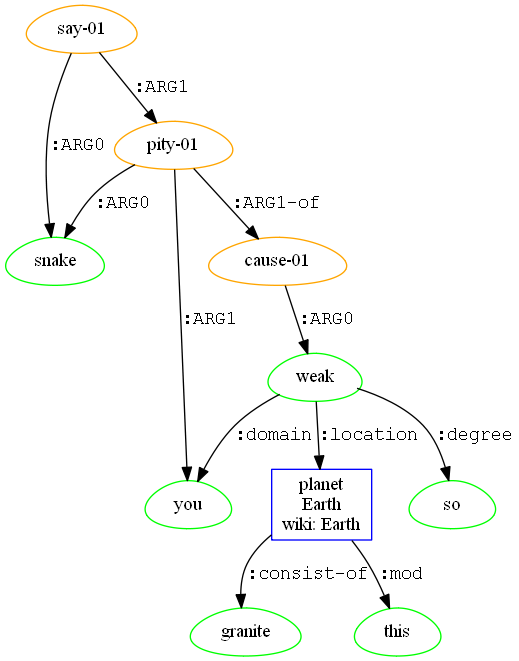 say-01
:ARG1
:ARG0
pity-01
:ARG0
:ARG1-of
snake
cause-01
:ARG1
:ARG0
weak
:domain
:location
:degree
you
planet
Earth
wiki: Earth
so
:consist-of
:mod
granite
this